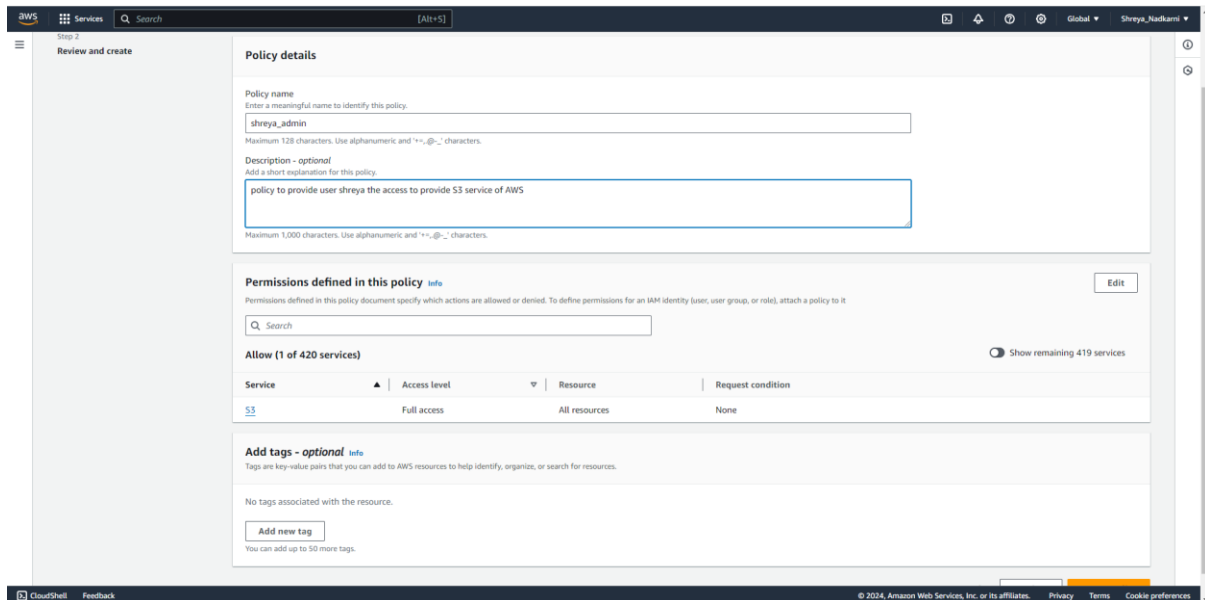 aws
Services
Search
[Alt+S]
Global
Shreya_Nadkarni
Step 2
Review and create
Policy details
Policy name
Enter a meaningful name to identify this policy.
shreya_admin
Maximum 128 characters. Use alphanumeric and '+=,.@-_' characters.
Description - optional
Add a short explanation for this policy.
policy to provide user shreya the access to provide S3 service of AWS
Maximum 1,000 characters. Use alphanumeric and '+=,.@-_' characters.
Permissions defined in this policy Info
Edit
Permissions defined in this policy document specify which actions are allowed or denied. To define permissions for an IAM identity (user, user group, or role), attach a policy to it
Search
Allow (1 of 420 services)
Show remaining 419 services
Service Access level Resource Request condition
S3 Full access All resources None
Add tags - optional Info
Tags are key-value pairs that you can add to AWS resources to help identify, organize, or search for resources.
No tags associated with the resource.
Add new tag
You can add up to 50 more tags.
CloudShell Feedback © 2024, Amazon Web Services, Inc. or its affiliates. Privacy Terms Cookie preferences